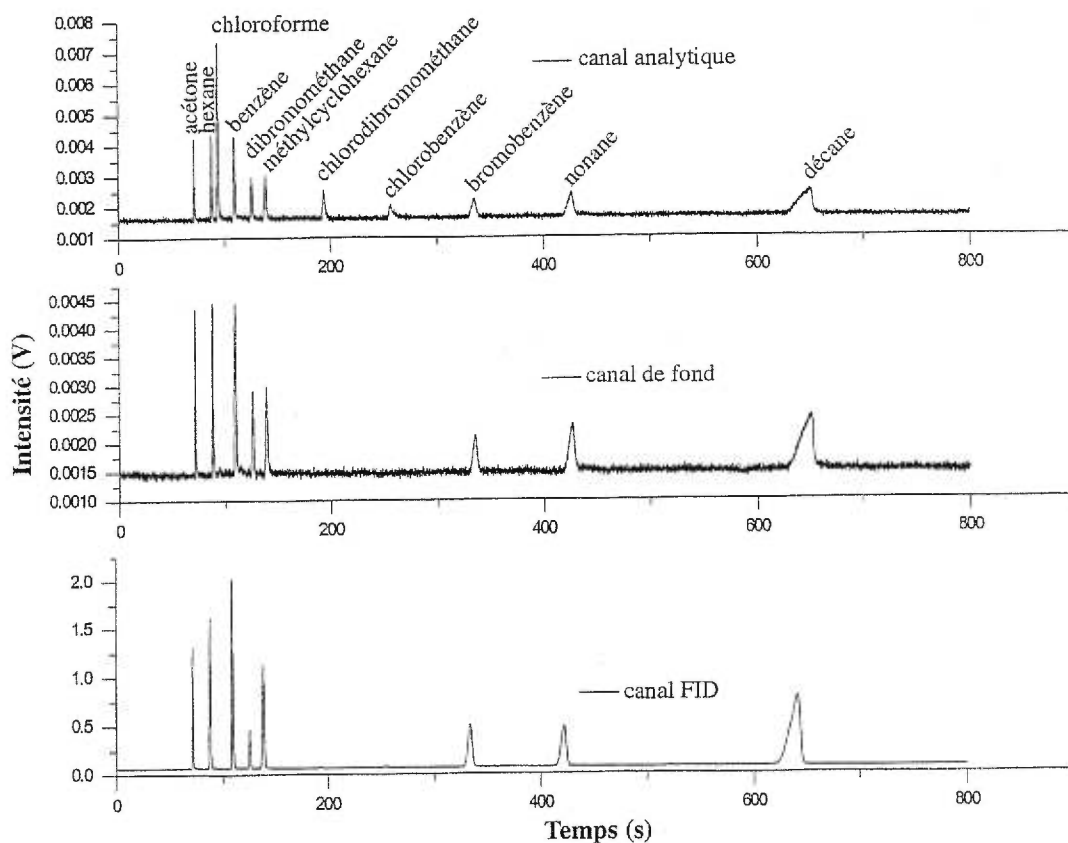 chloroforme
acétone
hexane
benzène
dibromométhane
méthylcyclohexane
chlorodibromométhane
chlorobenzène
bromobenzène
nonane
décane
canal analytique
0.008
0.007
0.006
0.005
0.004
0.003
0.002
0.001
0
200
400
600
800
Intensité (V)
canal de fond
0.0045
0.0040
0.0035
0.0030
0.0025
0.0020
0.0015
0.0010
0
200
400
600
800
canal FID
2.0
1.5
1.0
0.5
0.0
0
200
400
600
800
Temps (s)